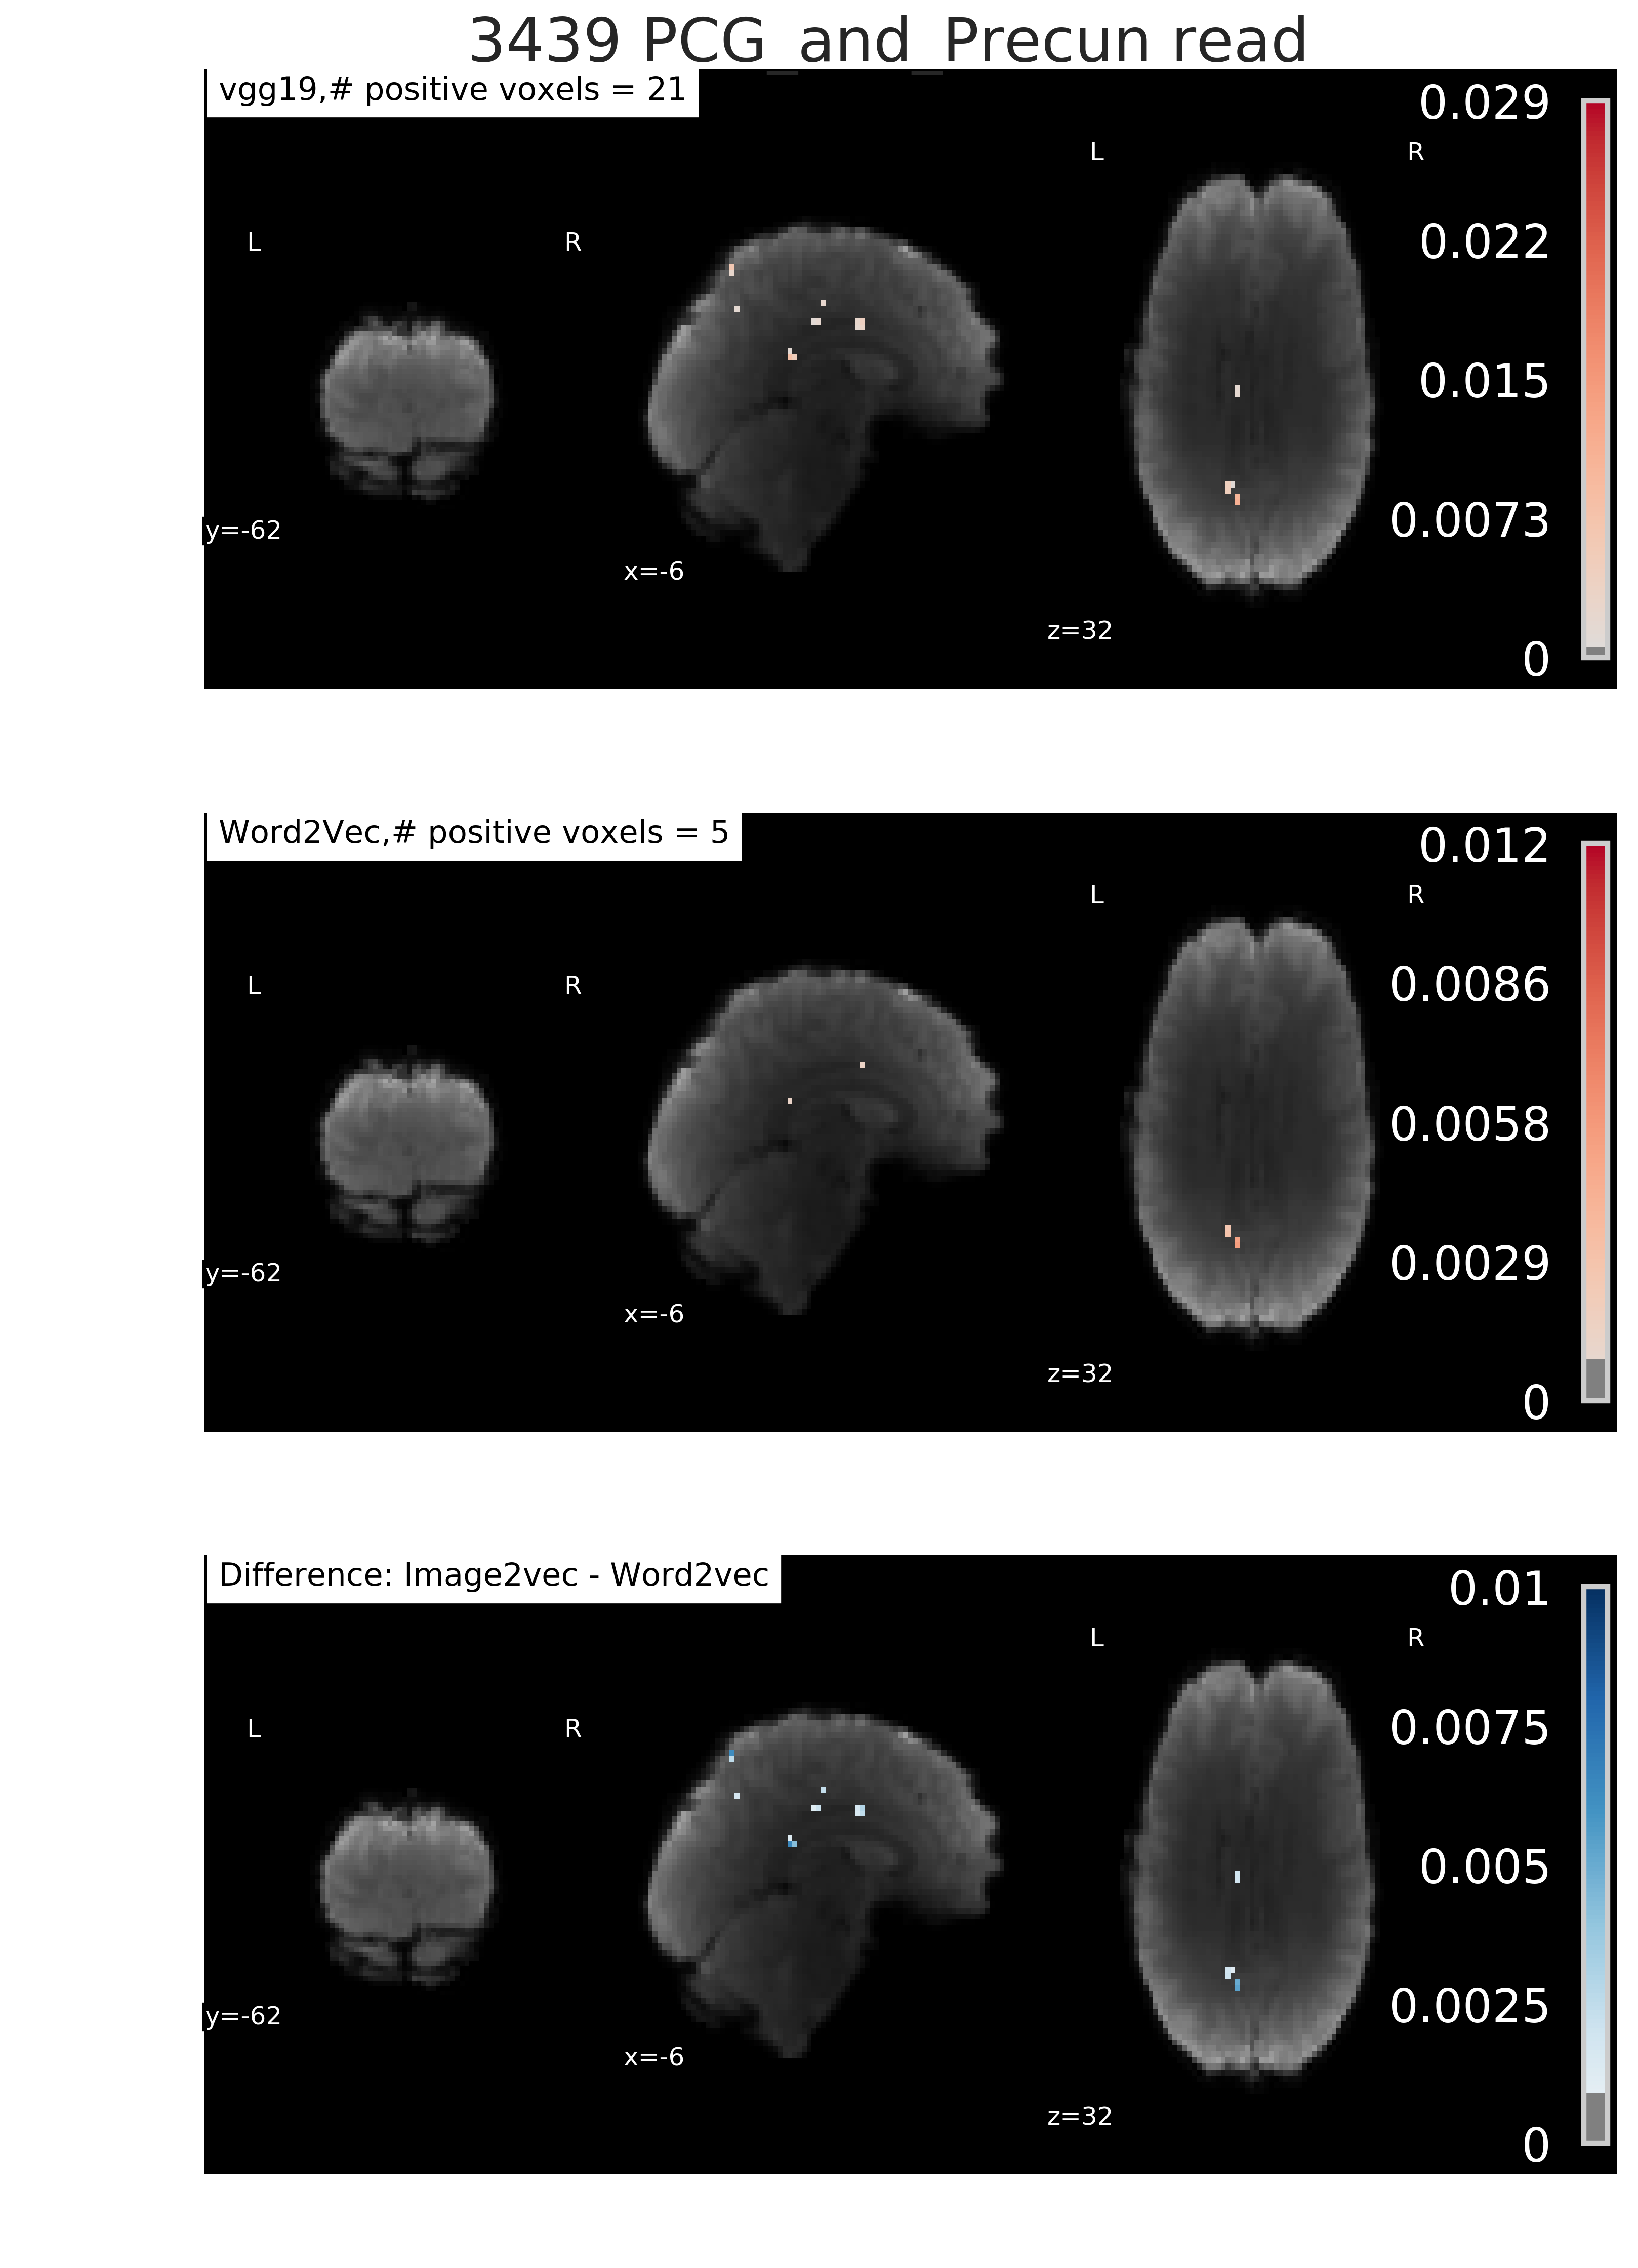 3439 PCG_and_Precun read
vgg19,# positive voxels = 21
0.029
L R
0.022
L R
0.015
0.0073
y=-62
x=-6
z=32
0
Word2Vec,# positive voxels = 5
0.012
L R
0.0086
L R
0.0058
0.0029
y=-62
x=-6
z=32
0
Difference: Image2vec - Word2vec
0.01
L R
0.0075
L R
0.005
0.0025
y=-62
x=-6
z=32
0